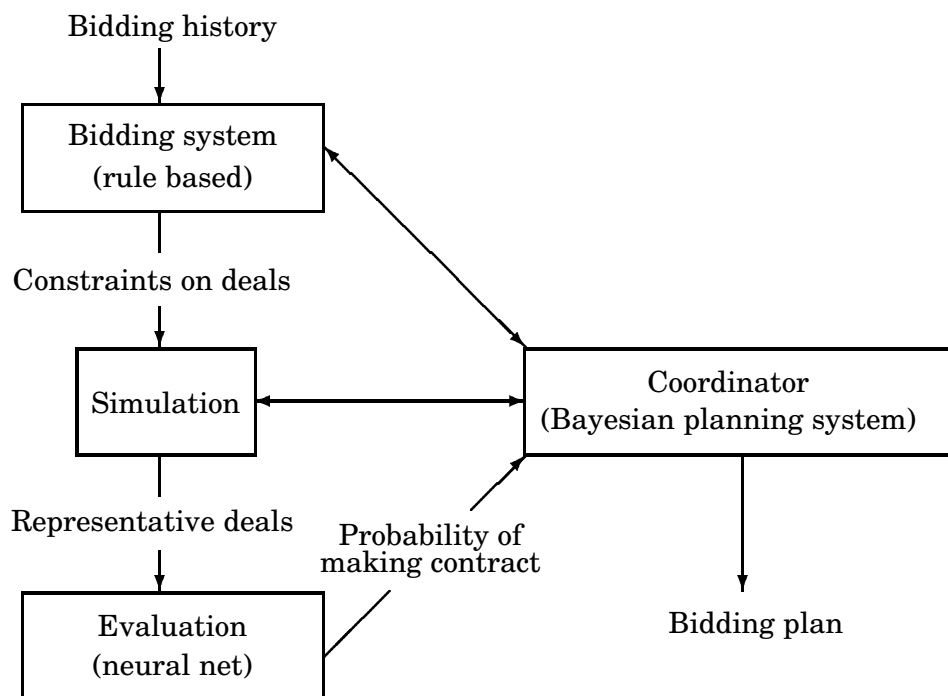 Bidding history
Bidding system
(rule based)
Constraints on deals
Simulation
Coordinator
(Bayesian planning system)
Representative deals
Probability of
making contract
Evaluation
(neural net)
Bidding plan